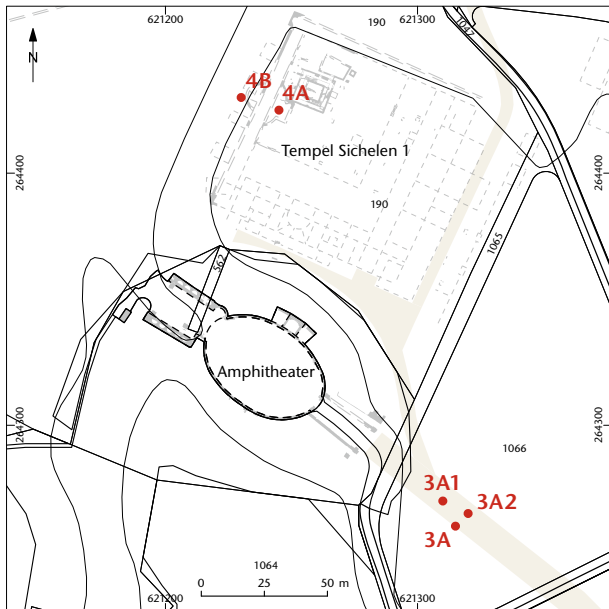 621200
621300
190
1047
N
4B
4A
Tempel Sichelen 1
264400
264400
190
1065
562
Amphitheater
264300
264300
1066
3A1
3A2
3A
1064
0 25 50 m
621200
621300